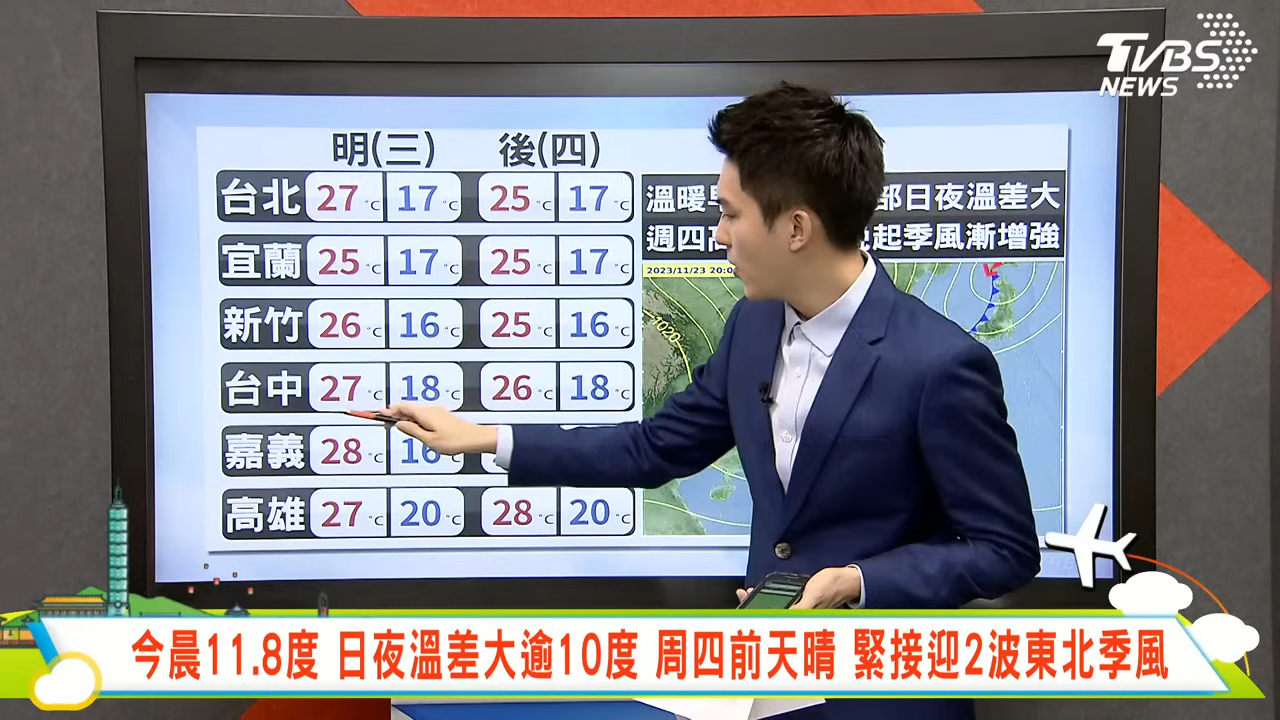 TVBS
NEWS
明(三) 後(四)
台北 27°C 17°C 25°C 17°C
溫暖 部日夜溫差大
宜蘭 25°C 17°C 25°C 17°C
週四 起季風漸增強
2023/11/23 20:0
新竹 26°C 16°C 25°C 16°C
1020
台中 27°C 18°C 26°C 18°C
嘉義 28°C 16°C
高雄 27°C 20°C 28°C 20°C
今晨11.8度 日夜溫差大逾10度 周四前天晴 緊接迎2波東北季風